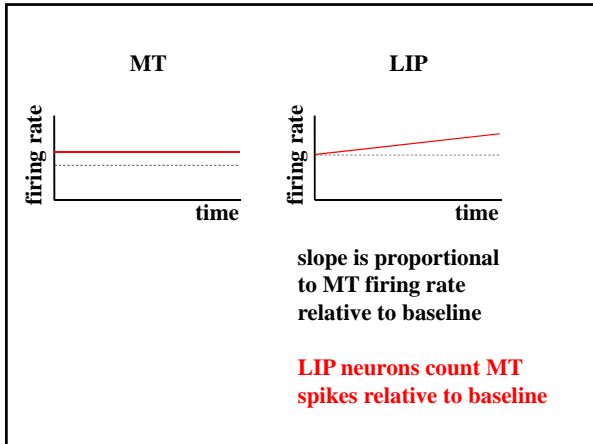 MT
firing rate
time
LIP
firing rate
time
slope is proportional
to MT firing rate
relative to baseline
LIP neurons count MT
spikes relative to baseline